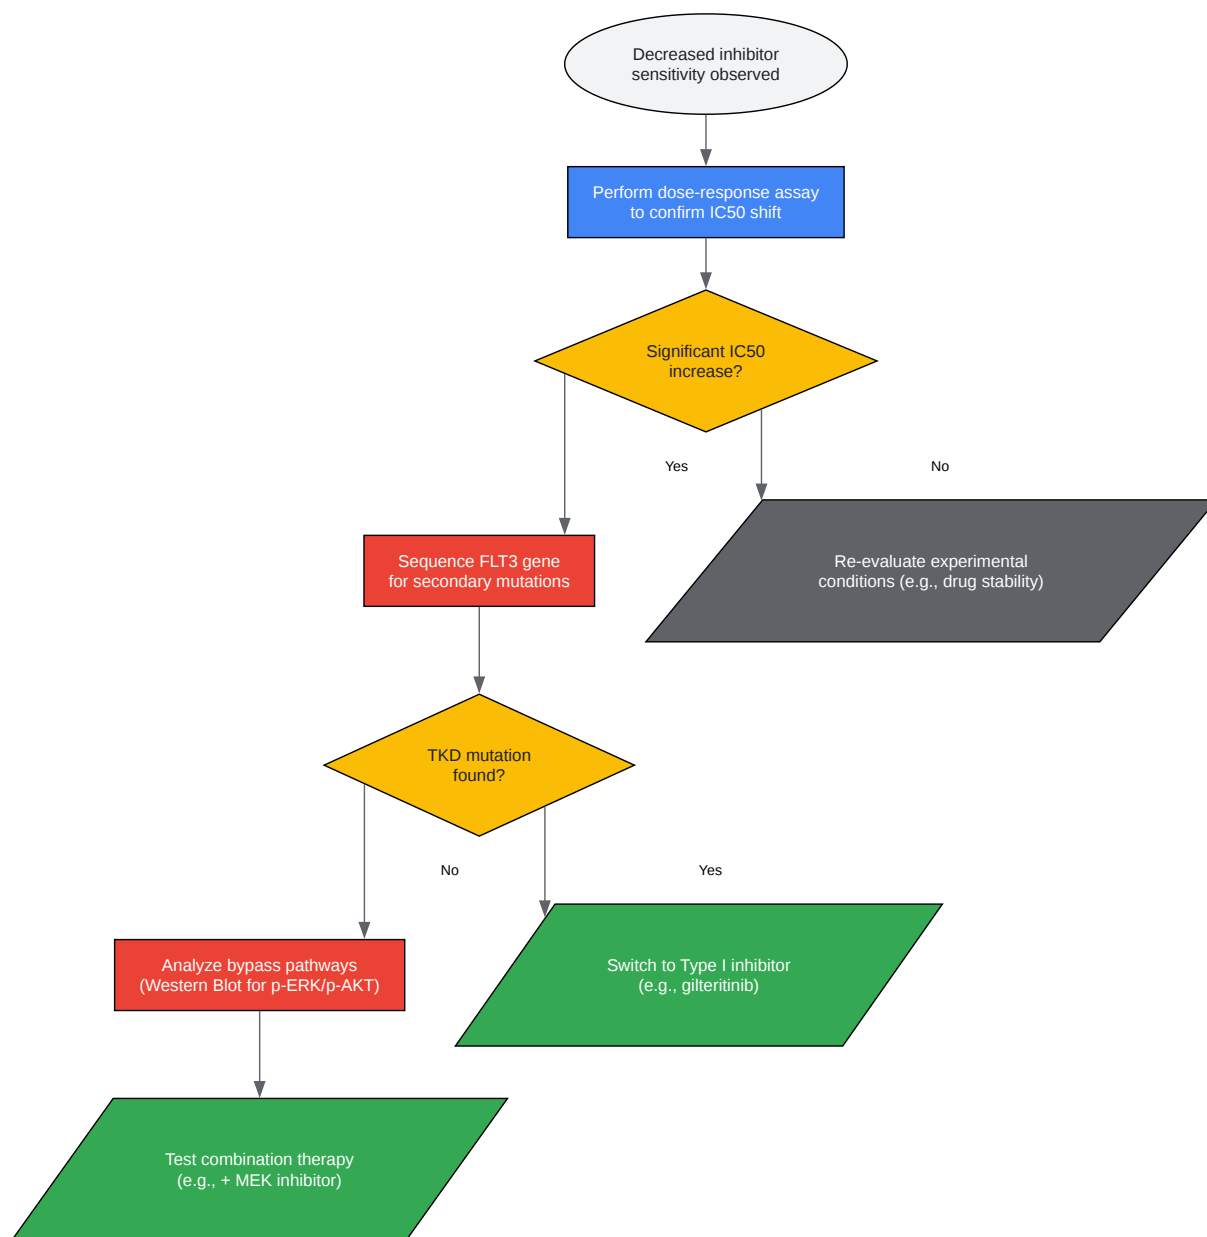 Decreased inhibitor
sensitivity observed
Perform dose-response assay
to confirm IC50 shift
Significant IC50
increase?
Yes
No
Sequence FLT3 gene
for secondary mutations
Re-evaluate experimental
conditions (e.g., drug stability)
TKD mutation
found?
No
Yes
Analyze bypass pathways
(Western Blot for p-ERK/p-AKT)
Switch to Type I inhibitor
(e.g., gilteritinib)
Test combination therapy
(e.g., + MEK inhibitor)